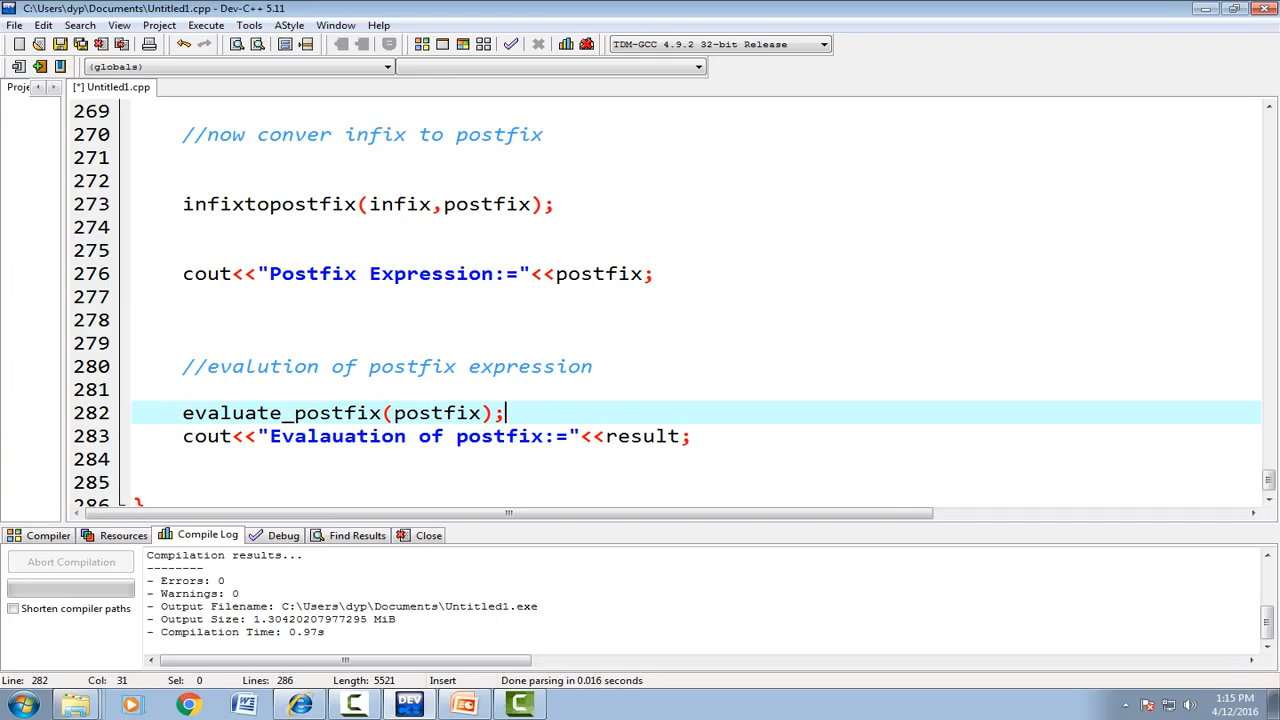 C:\Users\dyp\Documents\Untitled1.cpp - Dev-C++ 5.11
File Edit Search View Project Execute Tools AStyle Window Help
TDM-GCC 4.9.2 32-bit Release
(globals)
Proje [*] Untitled1.cpp
269
270 //now conver infix to postfix
271
272
273 infixtopostfix(infix,postfix);
274
275
276 cout<<"Postfix Expression:="<<postfix;
277
278
279
280 //evalution of postfix expression
281
282 evaluate_postfix(postfix);
283 cout<<"Evalauation of postfix:="<<result;
284
285
286 }
Compiler Resources Compile Log Debug Find Results Close
Abort Compilation
Shorten compiler paths
Compilation results...
--------
- Errors: 0
- Warnings: 0
- Output Filename: C:\Users\dyp\Documents\Untitled1.exe
- Output Size: 1.30420207977295 MiB
- Compilation Time: 0.97s
Line: 282 Col: 31 Sel: 0 Lines: 286 Length: 5521 Insert Done parsing in 0.016 seconds
1:15 PM
4/12/2016